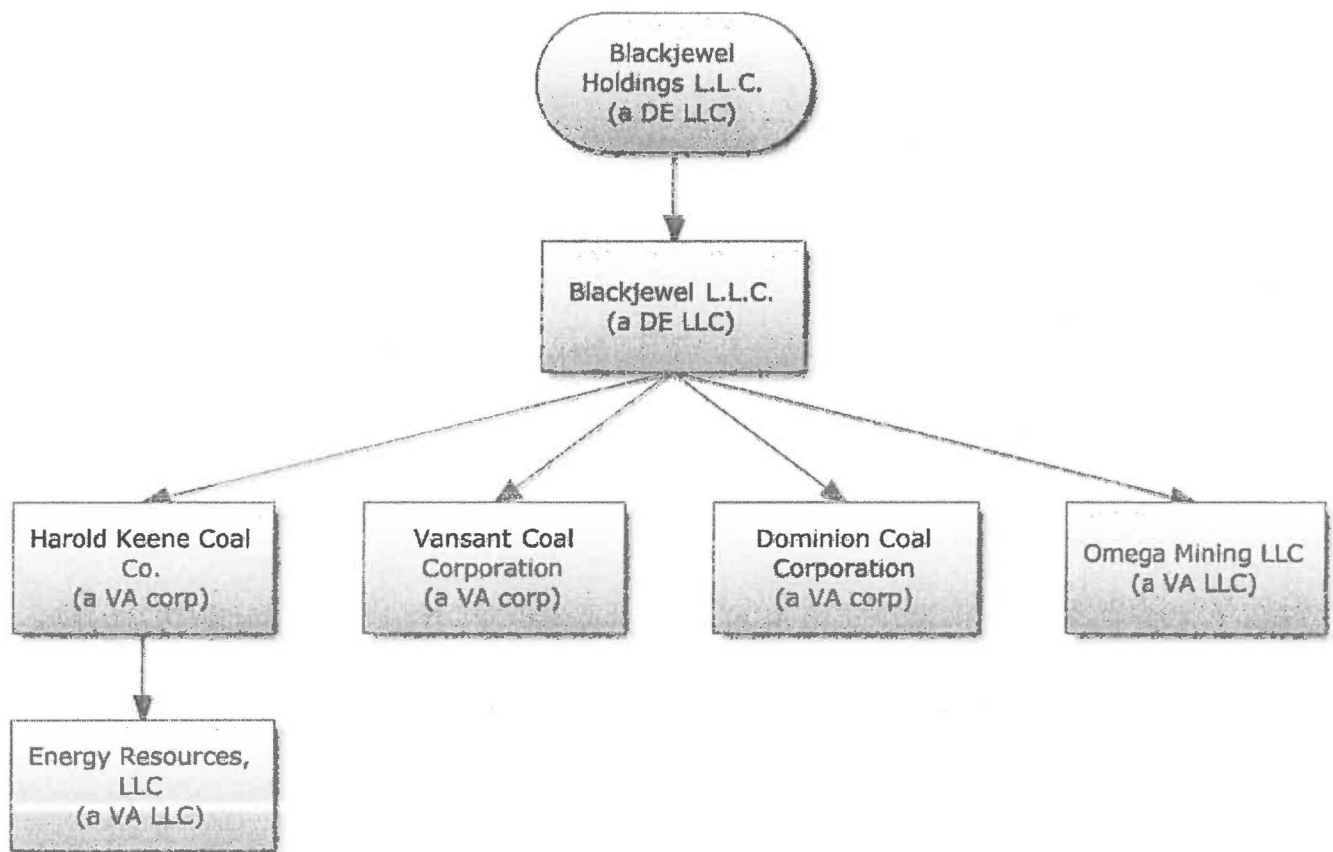 Blackjewel
Holdings L.L.C.
(a DE LLC)
Blackjewel L.L.C.
(a DE LLC)
Harold Keene Coal
Co.
(a VA corp)
Vansant Coal
Corporation
(a VA corp)
Dominion Coal
Corporation
(a VA corp)
Omega Mining LLC
(a VA LLC)
Energy Resources,
LLC
(a VA LLC)